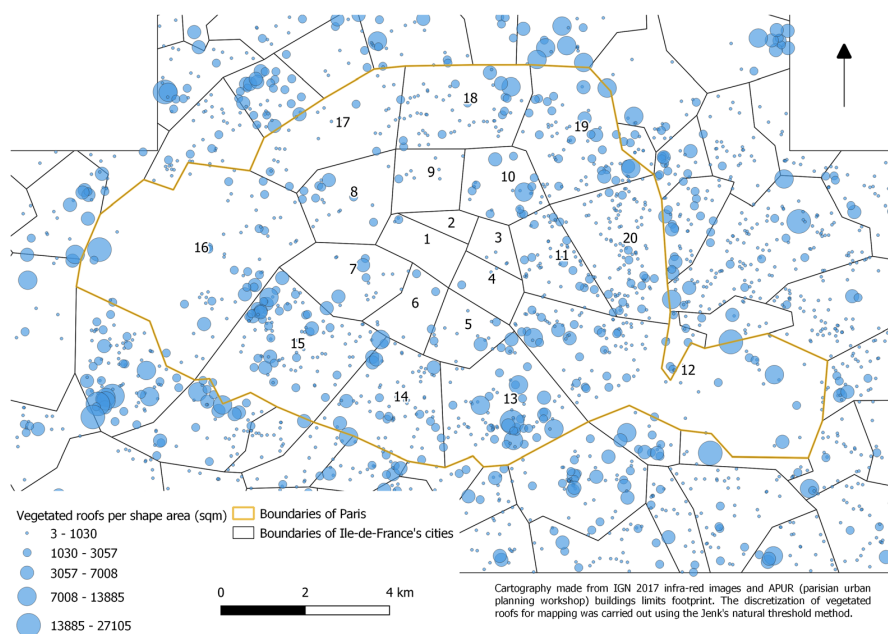 18
17
19
9
10
8
2
3
16
1
11
20
7
4
6
5
15
12
14
13
Vegetated roofs per shape area (sqm)
3 - 1030
1030 - 3057
3057 - 7008
7008 - 13885
13885 - 27105
Boundaries of Paris
Boundaries of Ile-de-France's cities
0 2 4 km
Cartography made from IGN 2017 infra-red images and APUR (parisian urban
planning workshop) buildings limits footprint. The discretization of vegetated
roofs for mapping was carried out using the Jenk's natural threshold method.